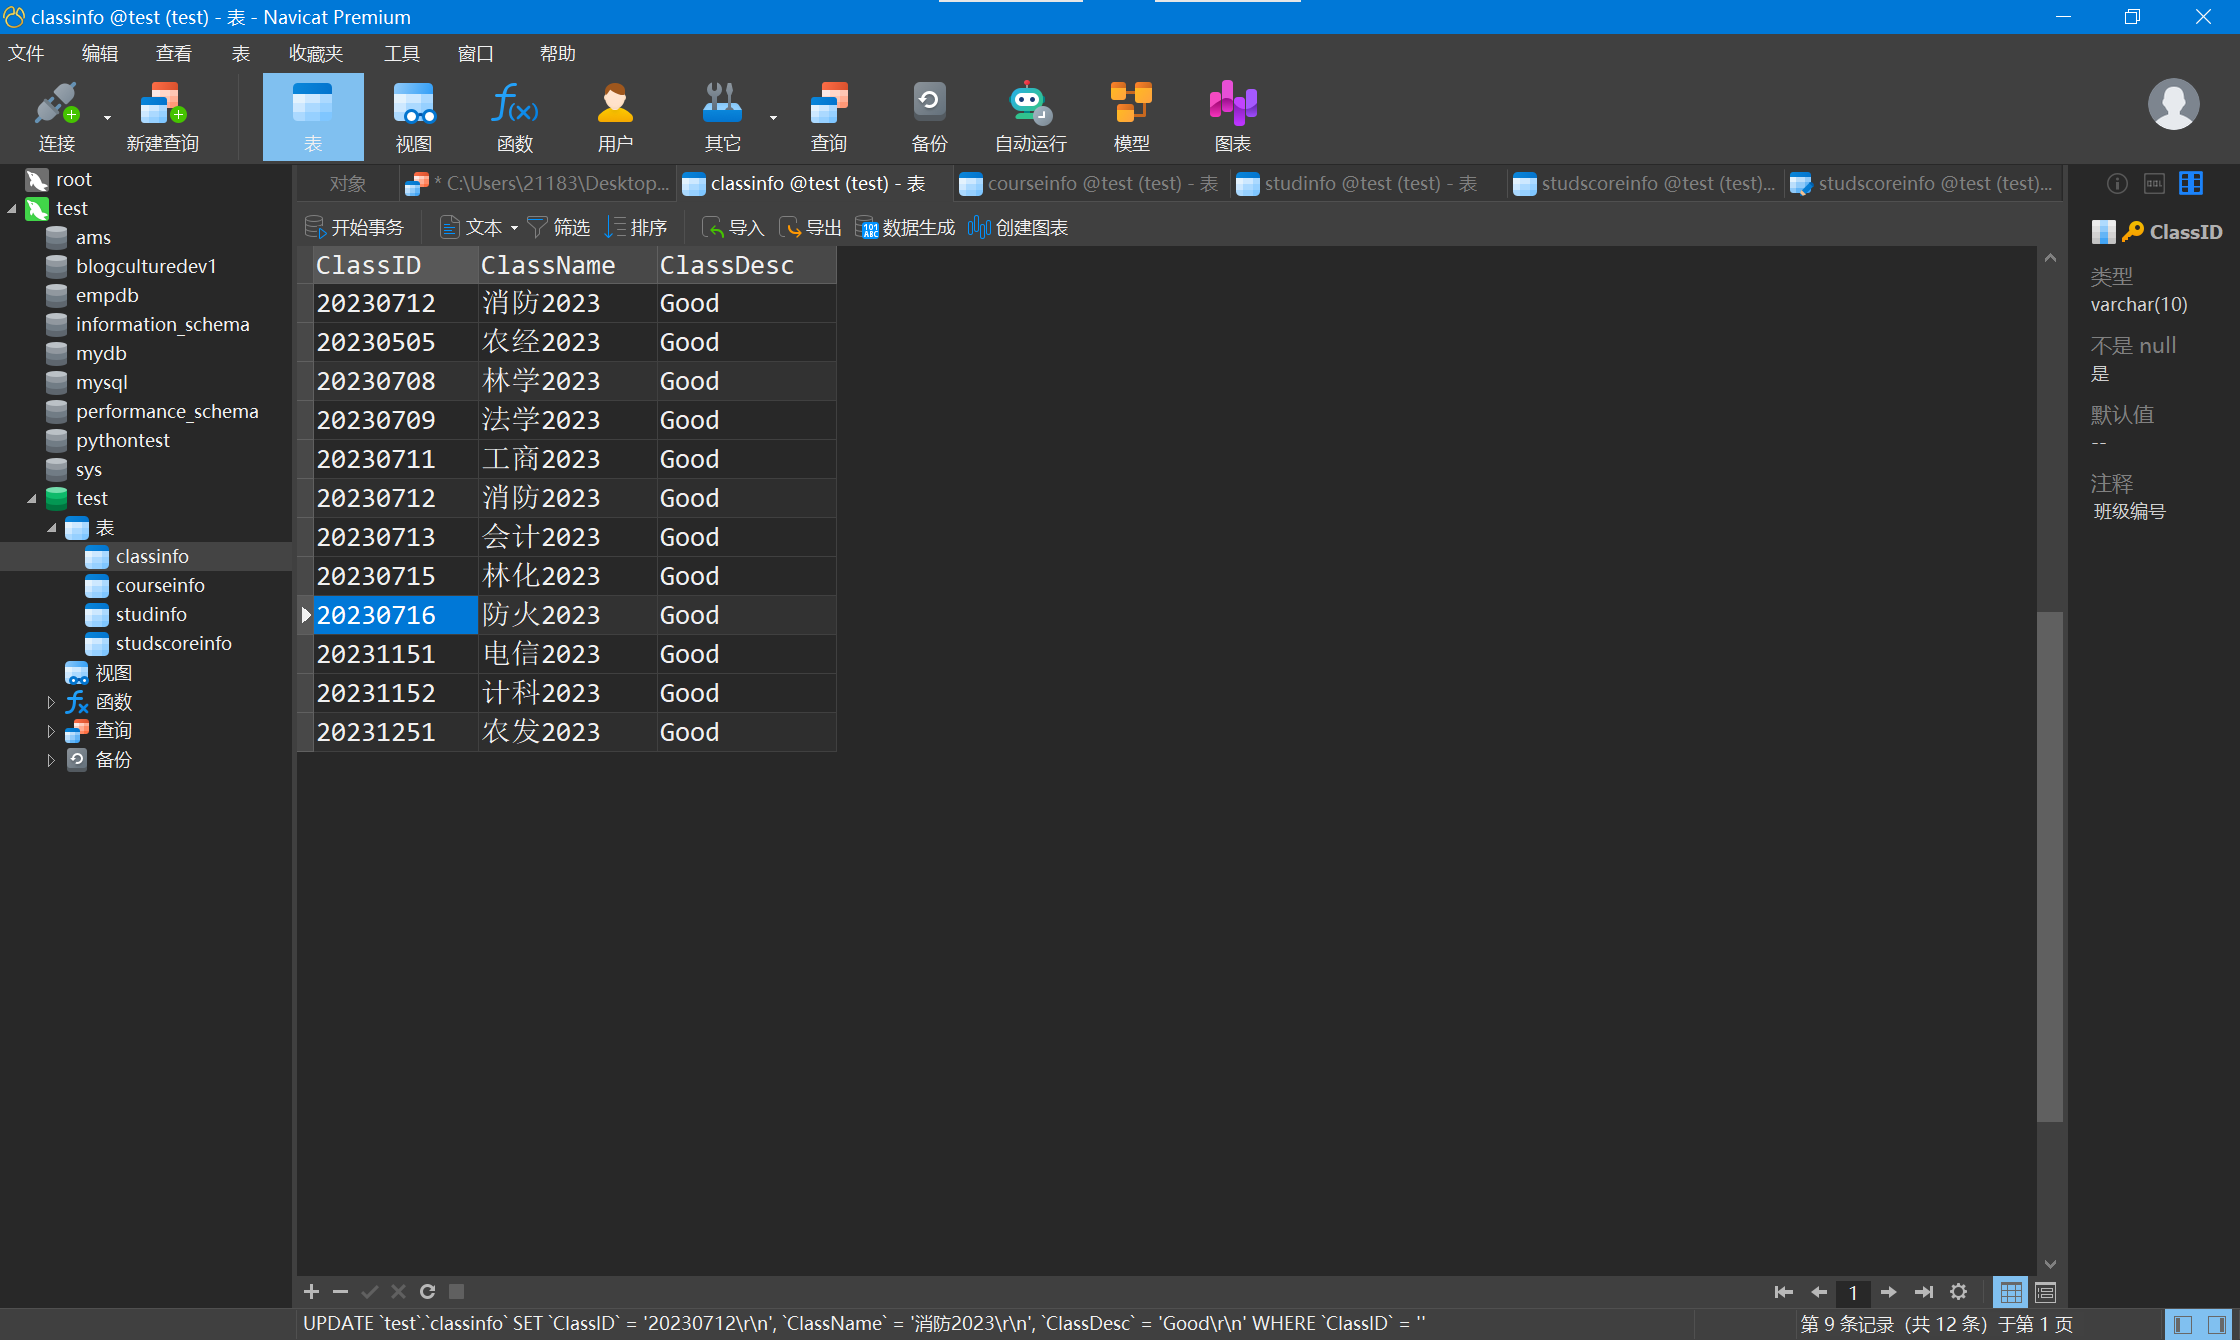 classinfo @test (test) - 表 - Navicat Premium
文件 编辑 查看 表 收藏夹 工具 窗口 帮助
连接 新建查询 表 视图 函数 用户 其它 查询 备份 自动运行 模型 图表
root
test
ams
blogculturedev1
empdb
information_schema
mydb
mysql
performance_schema
pythontest
sys
test
表
classinfo
courseinfo
studinfo
studscoreinfo
视图
函数
查询
备份
对象 * C:\Users\21183\Desktop... classinfo @test (test) - 表 courseinfo @test (test) - 表 studinfo @test (test) - 表 studscoreinfo @test (test)... studscoreinfo @test (test)...
开始事务 文本 筛选 排序 导入 导出 数据生成 创建图表
ClassID ClassName ClassDesc
20230712 消防2023 Good
20230505 农经2023 Good
20230708 林学2023 Good
20230709 法学2023 Good
20230711 工商2023 Good
20230712 消防2023 Good
20230713 会计2023 Good
20230715 林化2023 Good
20230716 防火2023 Good
20231151 电信2023 Good
20231152 计科2023 Good
20231251 农发2023 Good
ClassID
类型
varchar(10)
不是 null
是
默认值
--
注释
班级编号
1
UPDATE `test`.`classinfo` SET `ClassID` = '20230712\r\n', `ClassName` = '消防2023\r\n', `ClassDesc` = 'Good\r\n' WHERE `ClassID` = ''
第 9 条记录（共 12 条）于第 1 页